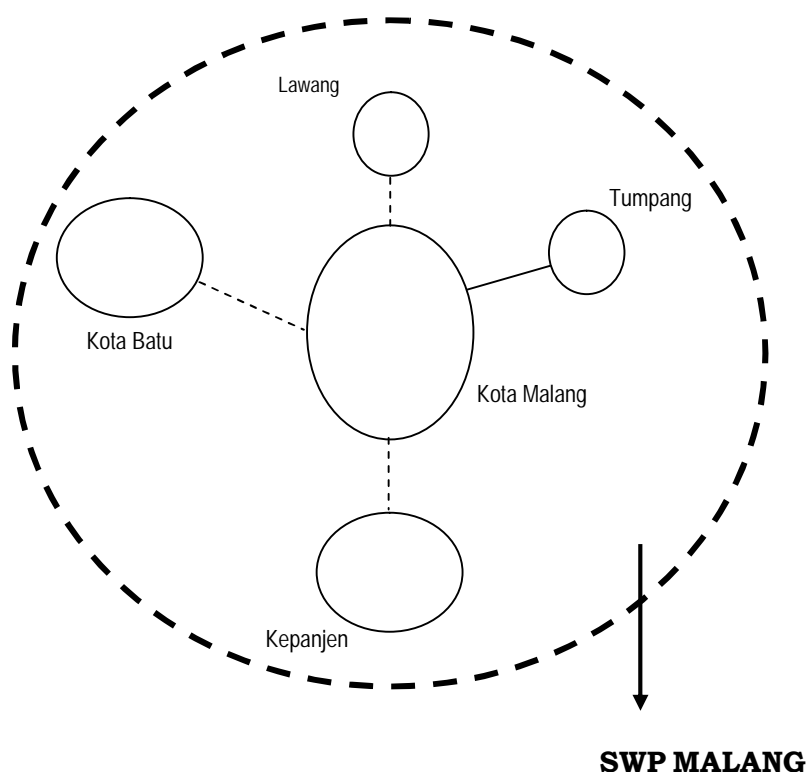 Lawang
Tumpang
Kota Batu
Kota Malang
Kepanjen
SWP MALANG